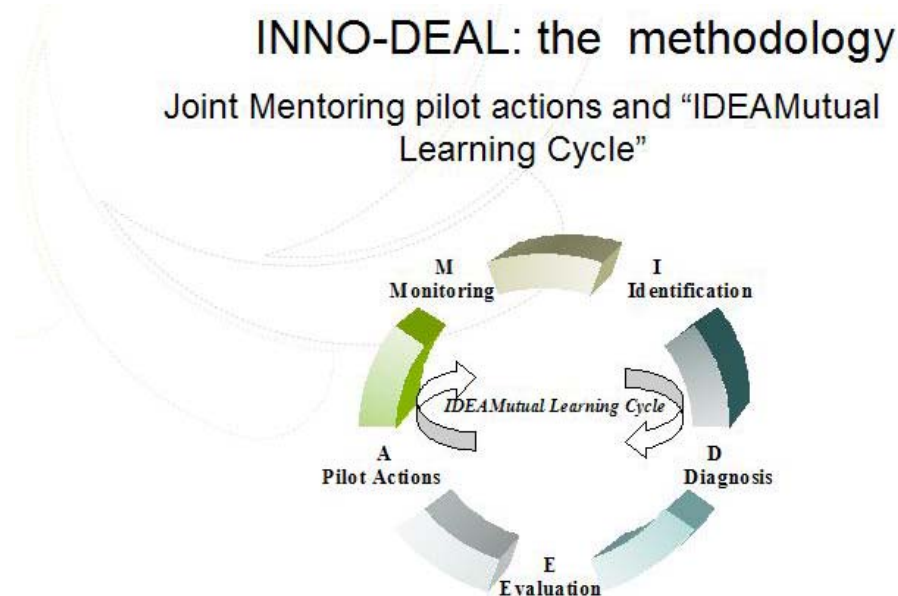 INNO-DEAL: the methodology
Joint Mentoring pilot actions and “IDEAMutual
Learning Cycle”
M
Monitoring
I
Identification
IDEAMutual Learning Cycle
A
Pilot Actions
D
Diagnosis
E
Evaluation